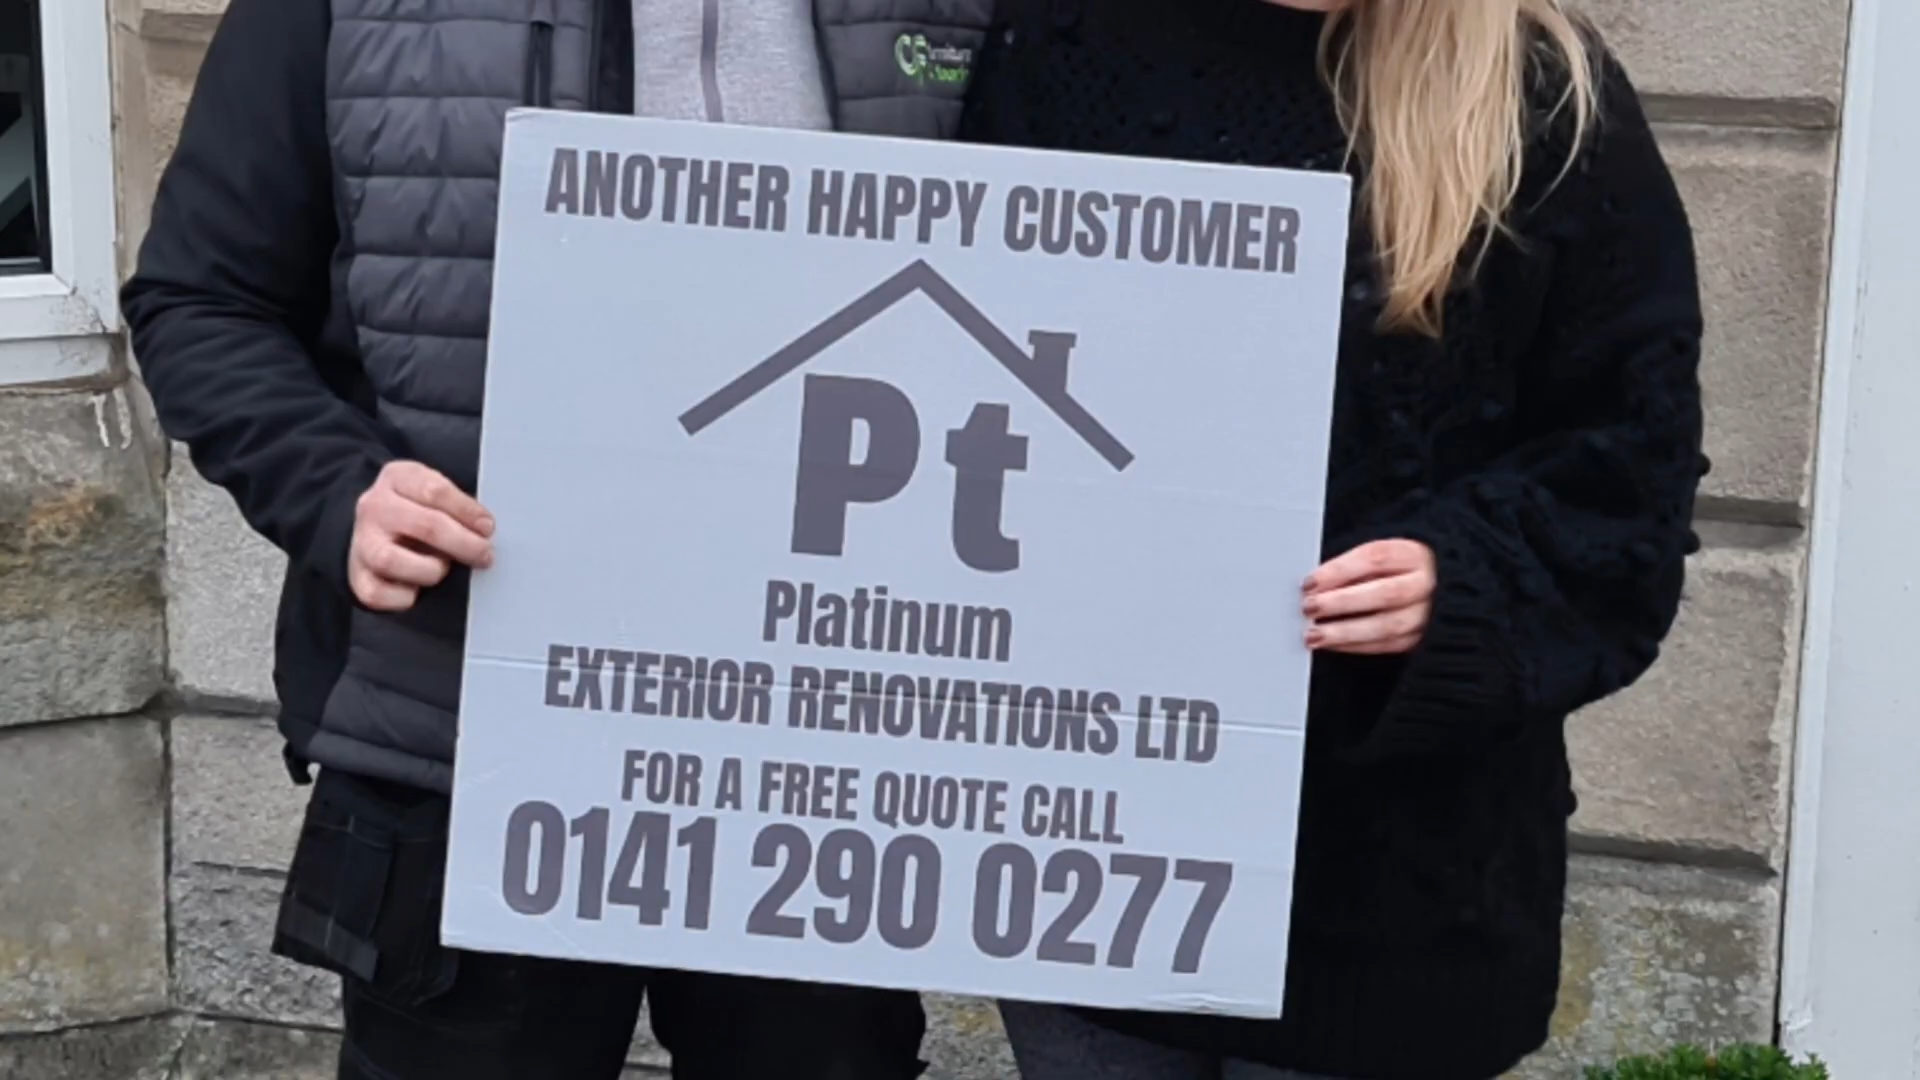 ANOTHER HAPPY CUSTOMER
Pt
Platinum
EXTERIOR RENOVATIONS LTD
FOR A FREE QUOTE CALL
0141 290 0277